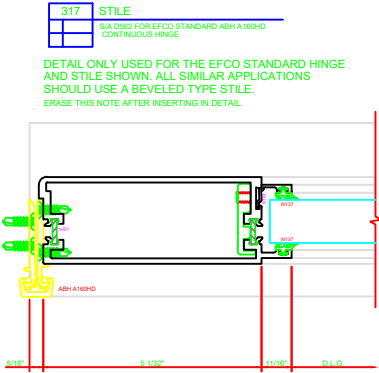 317 STILE
S/A D502 FOR EFCO STANDARD ABH A160HD
CONTINUOUS HINGE
DETAIL ONLY USED FOR THE EFCO STANDARD HINGE
AND STILE SHOWN. ALL SIMILAR APPLICATIONS
SHOULD USE A BEVELED TYPE STILE.
ERASE THIS NOTE AFTER INSERTING IN DETAIL.
W137
W137
ABH A160HD
5/16" 5 1/32" 11/16" D.L.O.